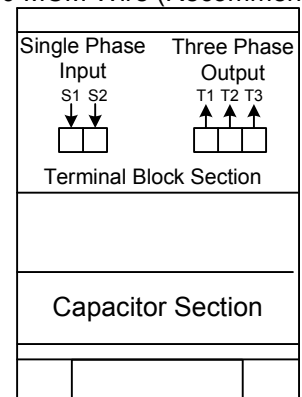 Single Phase Three Phase
Input Output
S1 S2 T1 T2 T3
Terminal Block Section
Capacitor Section